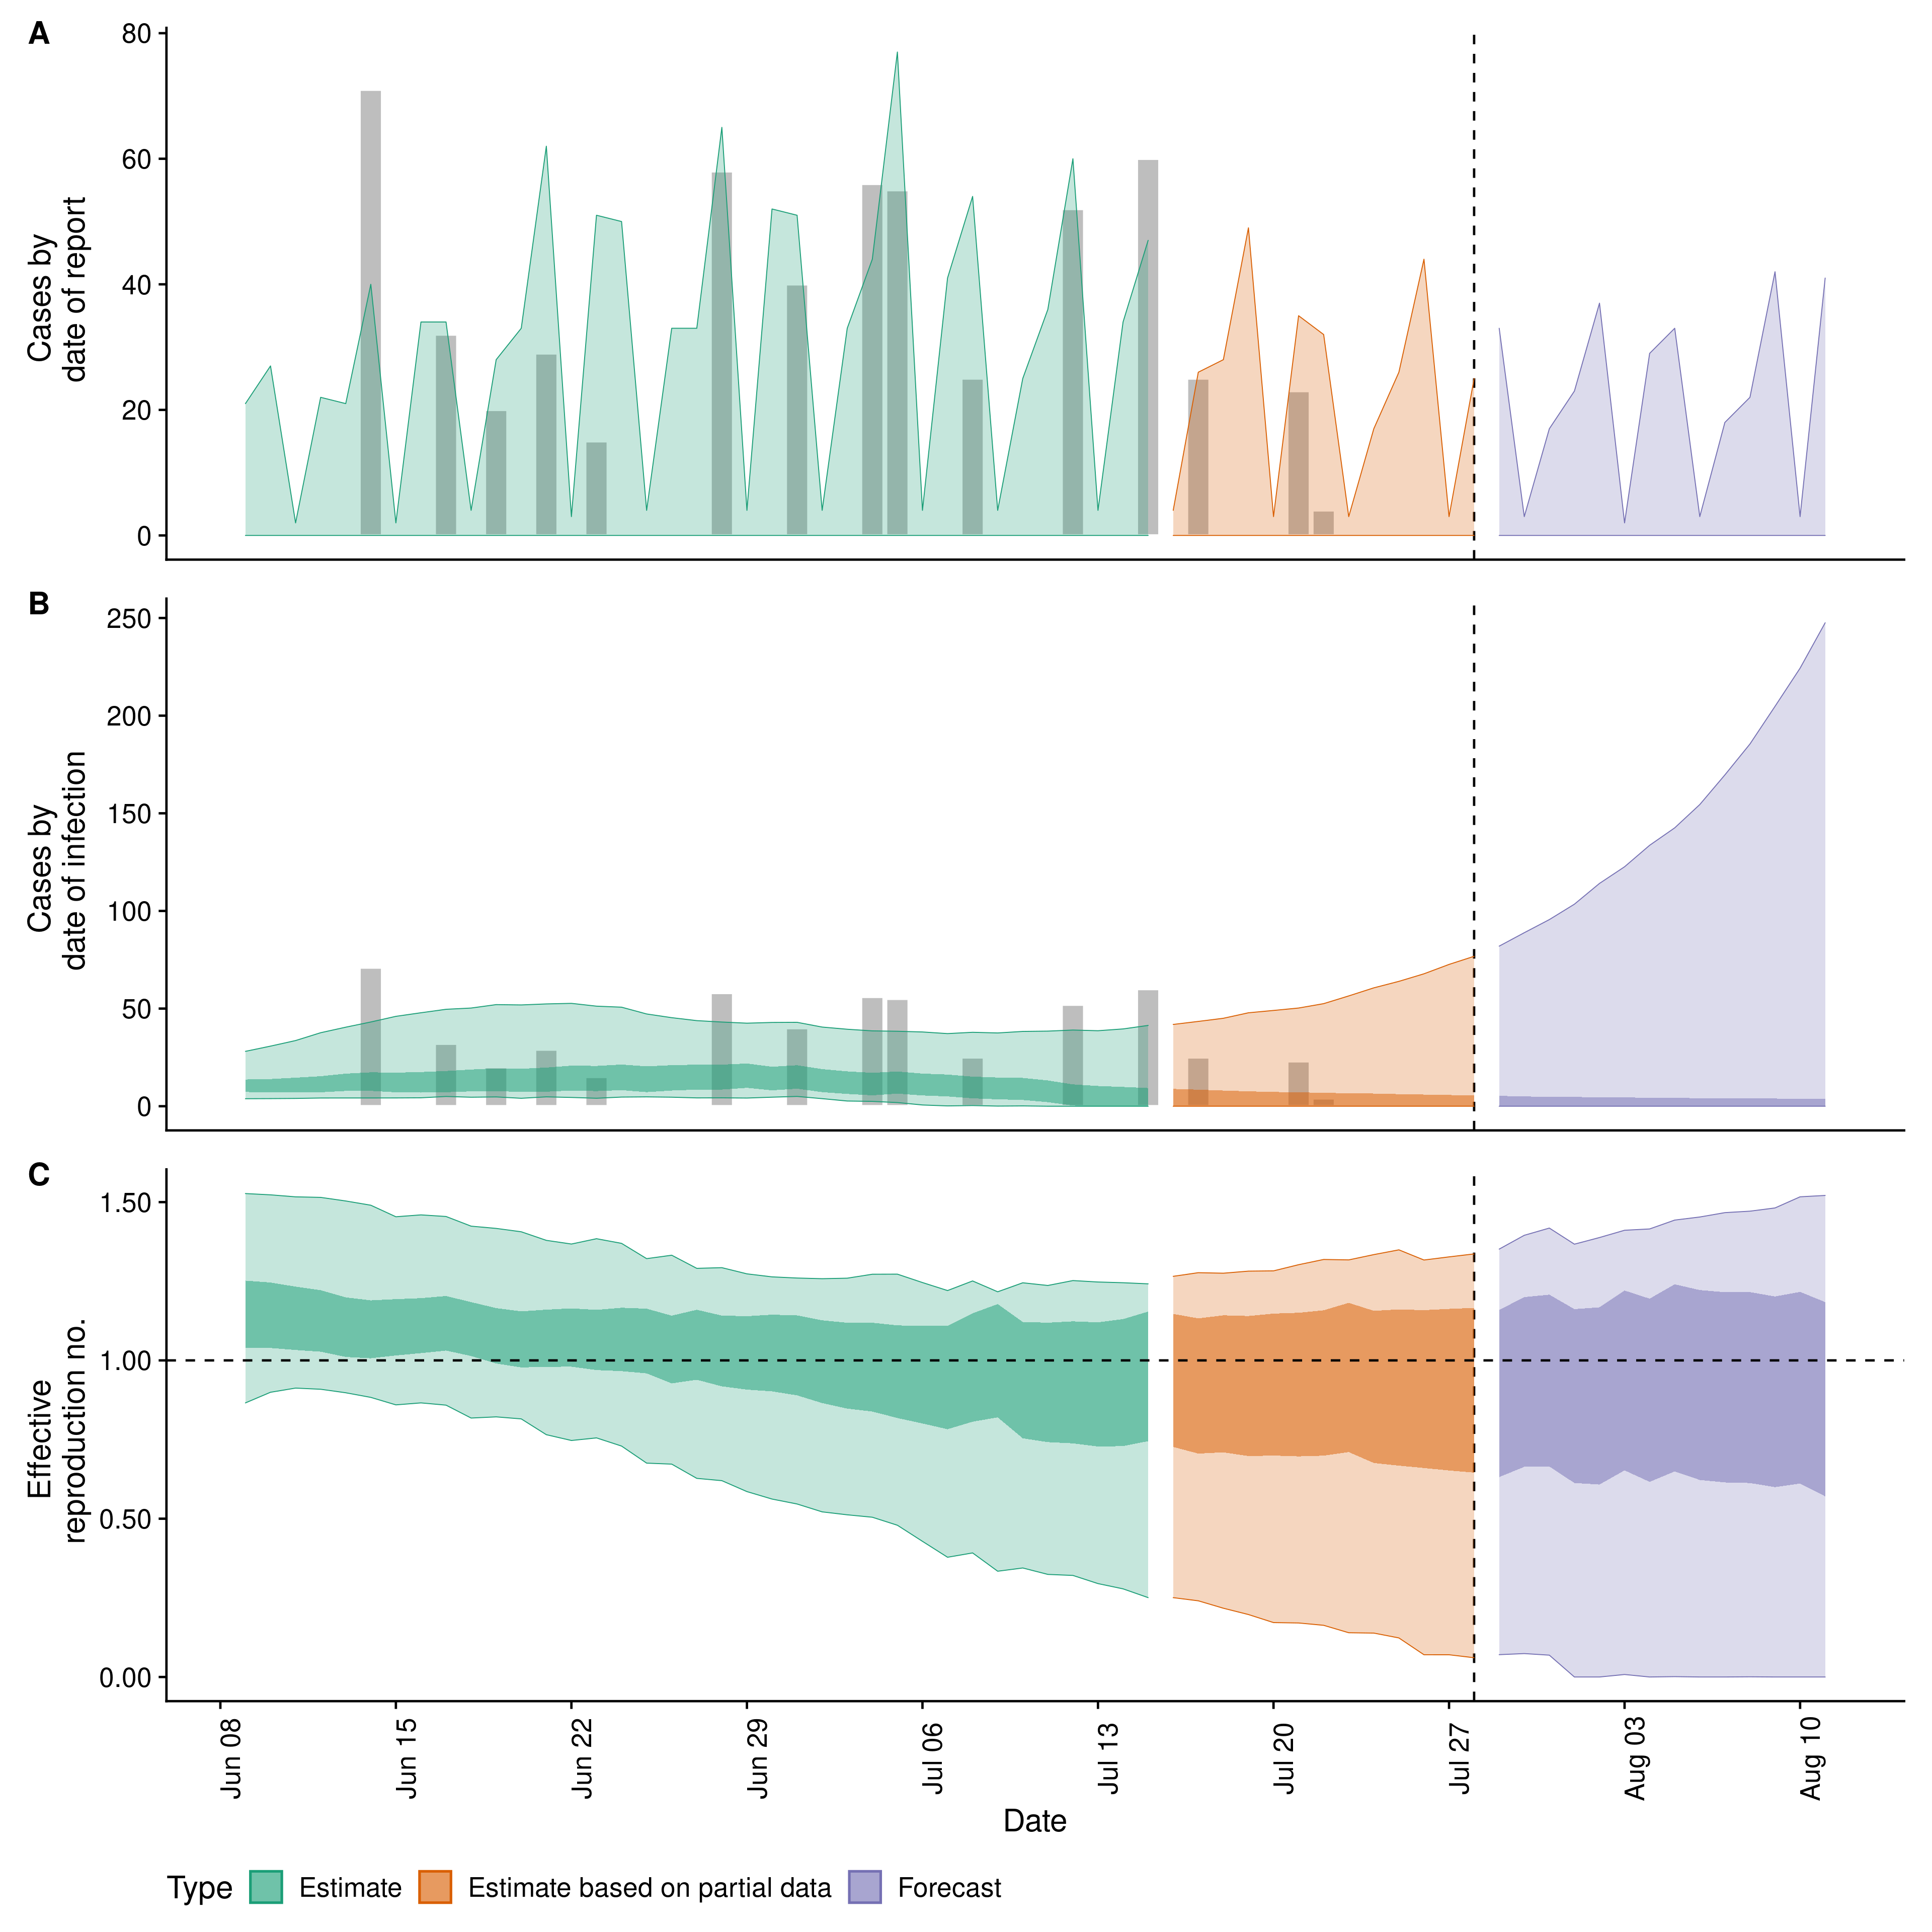 A
80
60
40
20
0
Cases by
date of report
B
250
200
150
100
50
0
Cases by
date of infection
C
1.50
1.00
0.50
0.00
Effective
reproduction no.
Jun 08
Jun 15
Jun 22
Jun 29
Jul 06
Jul 13
Jul 20
Jul 27
Aug 03
Aug 10
Date
Type Estimate Estimate based on partial data Forecast